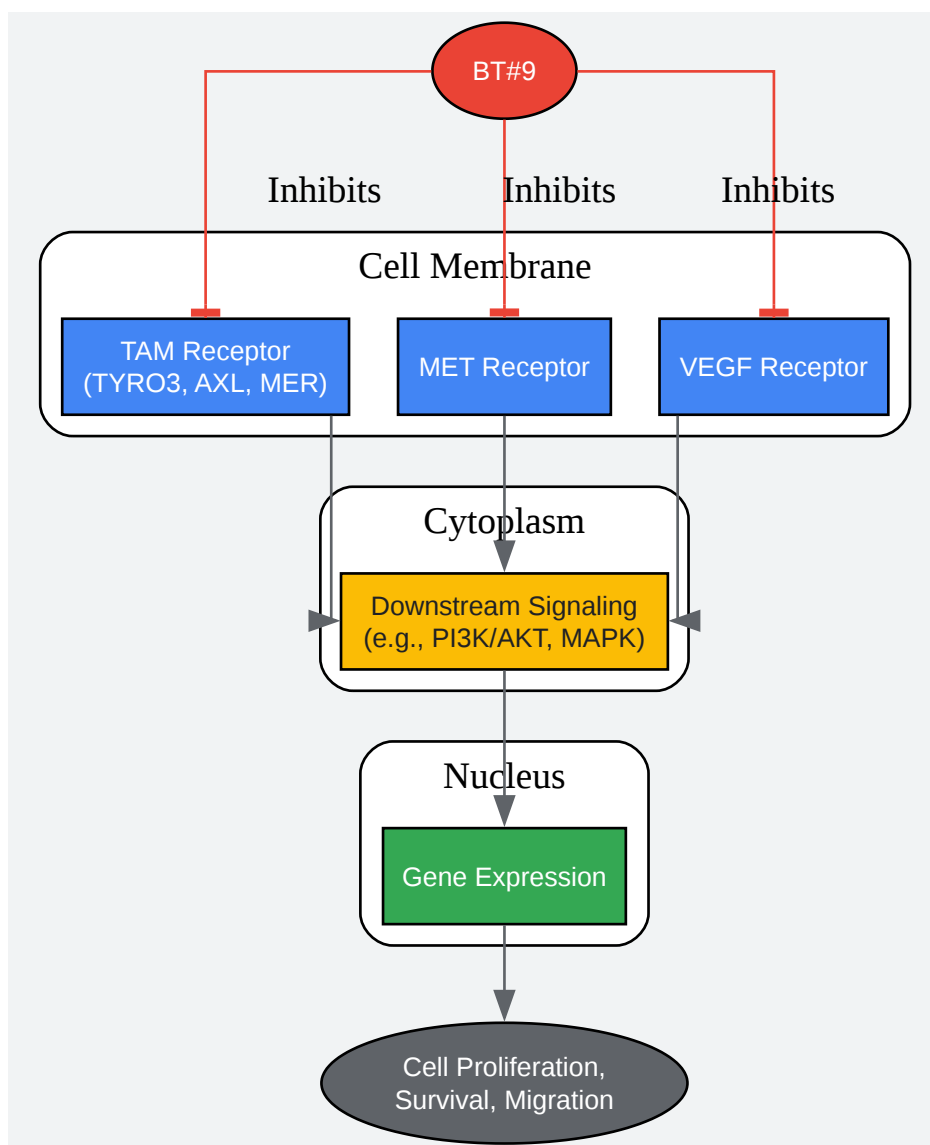 BT#9
Inhibits
Inhibits
Inhibits
Cell Membrane
TAM Receptor
(TYRO3, AXL, MER)
MET Receptor
VEGF Receptor
Cytoplasm
Downstream Signaling
(e.g., PI3K/AKT, MAPK)
Nucleus
Gene Expression
Cell Proliferation,
Survival, Migration